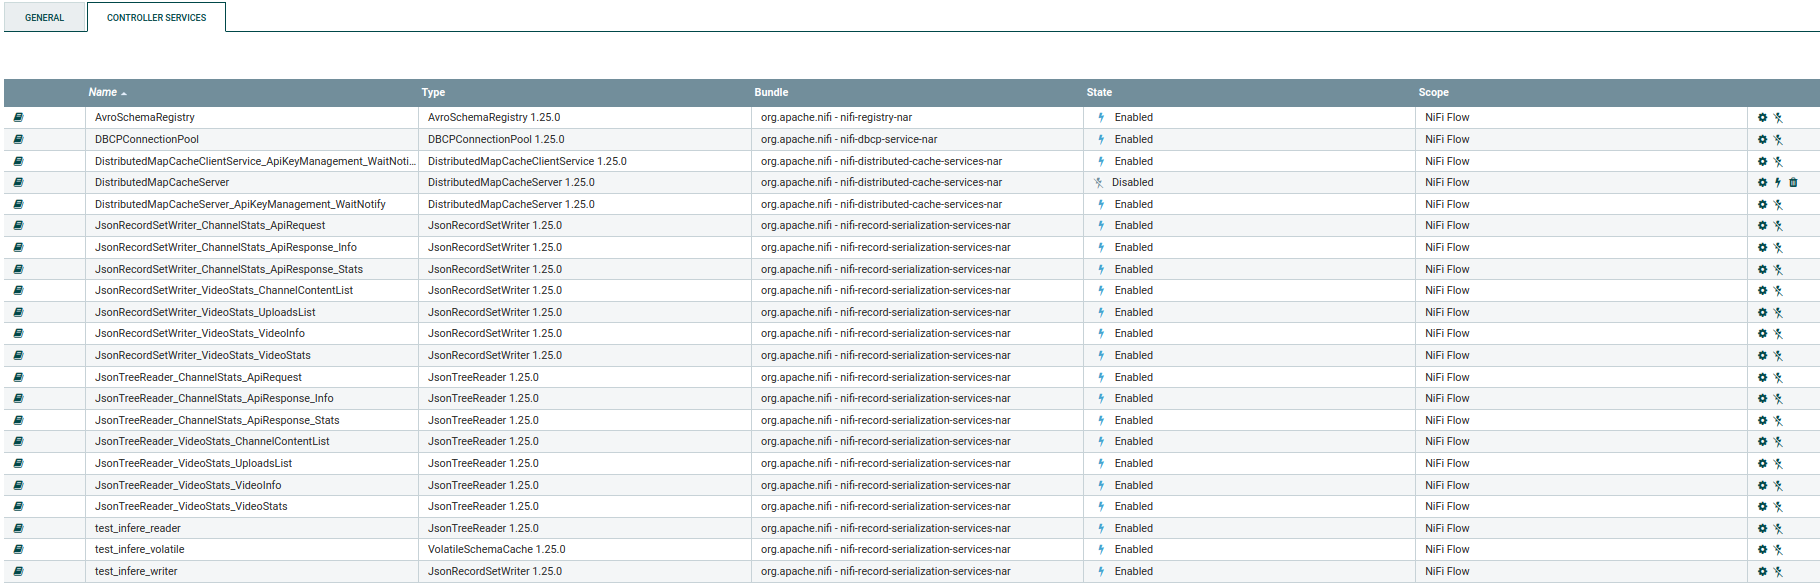 GENERAL CONTROLLER SERVICES
Name Type Bundle State Scope
AvroSchemaRegistry AvroSchemaRegistry 1.25.0 org.apache.nifi - nifi-registry-nar Enabled NiFi Flow
DBCPConnectionPool DBCPConnectionPool 1.25.0 org.apache.nifi - nifi-dbcp-service-nar Enabled NiFi Flow
DistributedMapCacheClientService_ApiKeyManagement_WaitNoti... DistributedMapCacheClientService 1.25.0 org.apache.nifi - nifi-distributed-cache-services-nar Enabled NiFi Flow
DistributedMapCacheServer DistributedMapCacheServer 1.25.0 org.apache.nifi - nifi-distributed-cache-services-nar Disabled NiFi Flow
DistributedMapCacheServer_ApiKeyManagement_WaitNotify DistributedMapCacheServer 1.25.0 org.apache.nifi - nifi-distributed-cache-services-nar Enabled NiFi Flow
JsonRecordSetWriter_ChannelStats_ApiRequest JsonRecordSetWriter 1.25.0 org.apache.nifi - nifi-record-serialization-services-nar Enabled NiFi Flow
JsonRecordSetWriter_ChannelStats_ApiResponse_Info JsonRecordSetWriter 1.25.0 org.apache.nifi - nifi-record-serialization-services-nar Enabled NiFi Flow
JsonRecordSetWriter_ChannelStats_ApiResponse_Stats JsonRecordSetWriter 1.25.0 org.apache.nifi - nifi-record-serialization-services-nar Enabled NiFi Flow
JsonRecordSetWriter_VideoStats_ChannelContentList JsonRecordSetWriter 1.25.0 org.apache.nifi - nifi-record-serialization-services-nar Enabled NiFi Flow
JsonRecordSetWriter_VideoStats_UploadsList JsonRecordSetWriter 1.25.0 org.apache.nifi - nifi-record-serialization-services-nar Enabled NiFi Flow
JsonRecordSetWriter_VideoStats_VideoInfo JsonRecordSetWriter 1.25.0 org.apache.nifi - nifi-record-serialization-services-nar Enabled NiFi Flow
JsonRecordSetWriter_VideoStats_VideoStats JsonRecordSetWriter 1.25.0 org.apache.nifi - nifi-record-serialization-services-nar Enabled NiFi Flow
JsonTreeReader_ChannelStats_ApiRequest JsonTreeReader 1.25.0 org.apache.nifi - nifi-record-serialization-services-nar Enabled NiFi Flow
JsonTreeReader_ChannelStats_ApiResponse_Info JsonTreeReader 1.25.0 org.apache.nifi - nifi-record-serialization-services-nar Enabled NiFi Flow
JsonTreeReader_ChannelStats_ApiResponse_Stats JsonTreeReader 1.25.0 org.apache.nifi - nifi-record-serialization-services-nar Enabled NiFi Flow
JsonTreeReader_VideoStats_ChannelContentList JsonTreeReader 1.25.0 org.apache.nifi - nifi-record-serialization-services-nar Enabled NiFi Flow
JsonTreeReader_VideoStats_UploadsList JsonTreeReader 1.25.0 org.apache.nifi - nifi-record-serialization-services-nar Enabled NiFi Flow
JsonTreeReader_VideoStats_VideoInfo JsonTreeReader 1.25.0 org.apache.nifi - nifi-record-serialization-services-nar Enabled NiFi Flow
JsonTreeReader_VideoStats_VideoStats JsonTreeReader 1.25.0 org.apache.nifi - nifi-record-serialization-services-nar Enabled NiFi Flow
test_infere_reader JsonTreeReader 1.25.0 org.apache.nifi - nifi-record-serialization-services-nar Enabled NiFi Flow
test_infere_volatile VolatileSchemaCache 1.25.0 org.apache.nifi - nifi-record-serialization-services-nar Enabled NiFi Flow
test_infere_writer JsonRecordSetWriter 1.25.0 org.apache.nifi - nifi-record-serialization-services-nar Enabled NiFi Flow